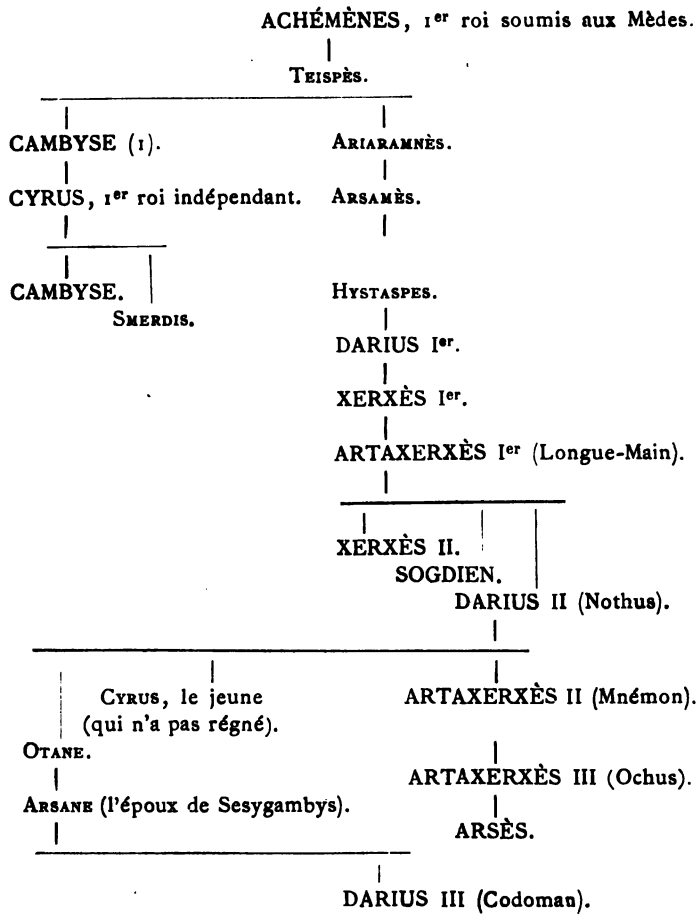 ACHÉMÈNES, 1er roi soumis aux Mèdes.
TEISPÈS.
CAMBYSE (1). ARIARAMNÈS.
CYRUS, 1er roi indépendant. ARSAMÈS.
CAMBYSE. HYSTASPES.
SMERDIS.
DARIUS Ier.
XERXÈS Ier.
ARTAXERXÈS Ier (Longue-Main).
XERXÈS II.
SOGDIEN.
DARIUS II (Nothus).
CYRUS, le jeune ARTAXERXÈS II (Mnémon).
(qui n'a pas régné).
OTANE.
ARTAXERXÈS III (Ochus).
ARSANE (l'époux de Sesygambys).
ARSÈS.
DARIUS III (Codoman).